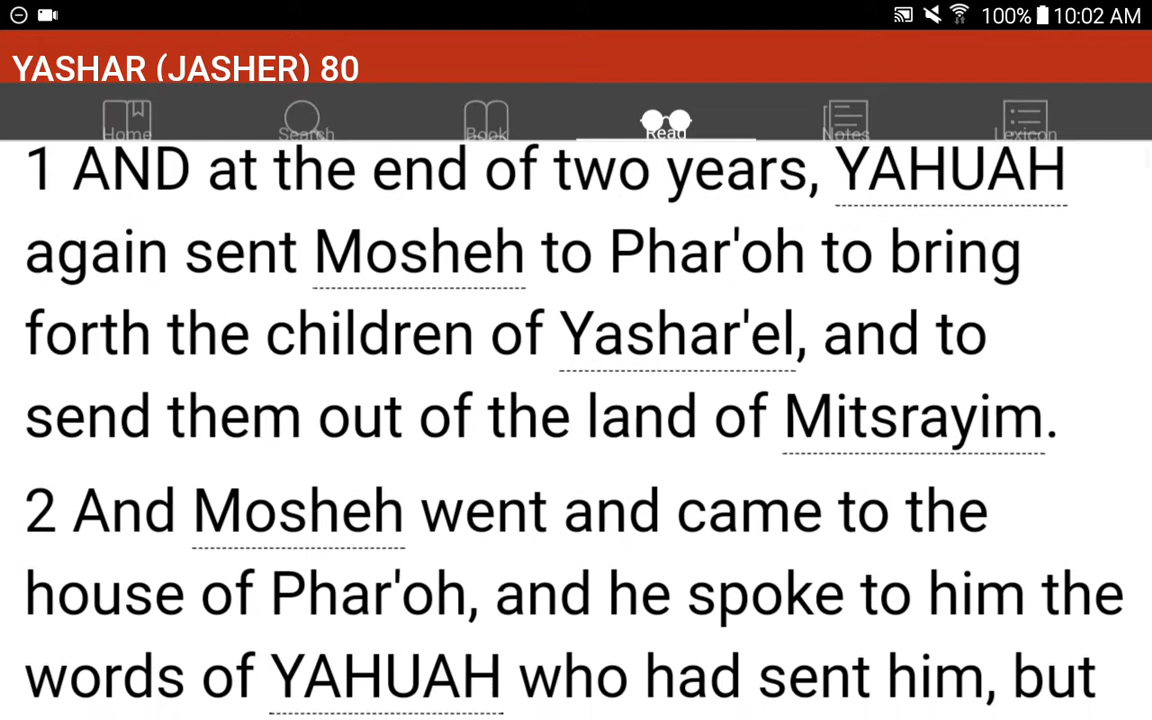 100% 10:02 AM
YASHAR (JASHER) 80
Home Search Book Read Notes Lexicon
1 AND at the end of two years, YAHUAH
again sent Mosheh to Phar'oh to bring
forth the children of Yashar'el, and to
send them out of the land of Mitsrayim.
2 And Mosheh went and came to the
house of Phar'oh, and he spoke to him the
words of YAHUAH who had sent him, but